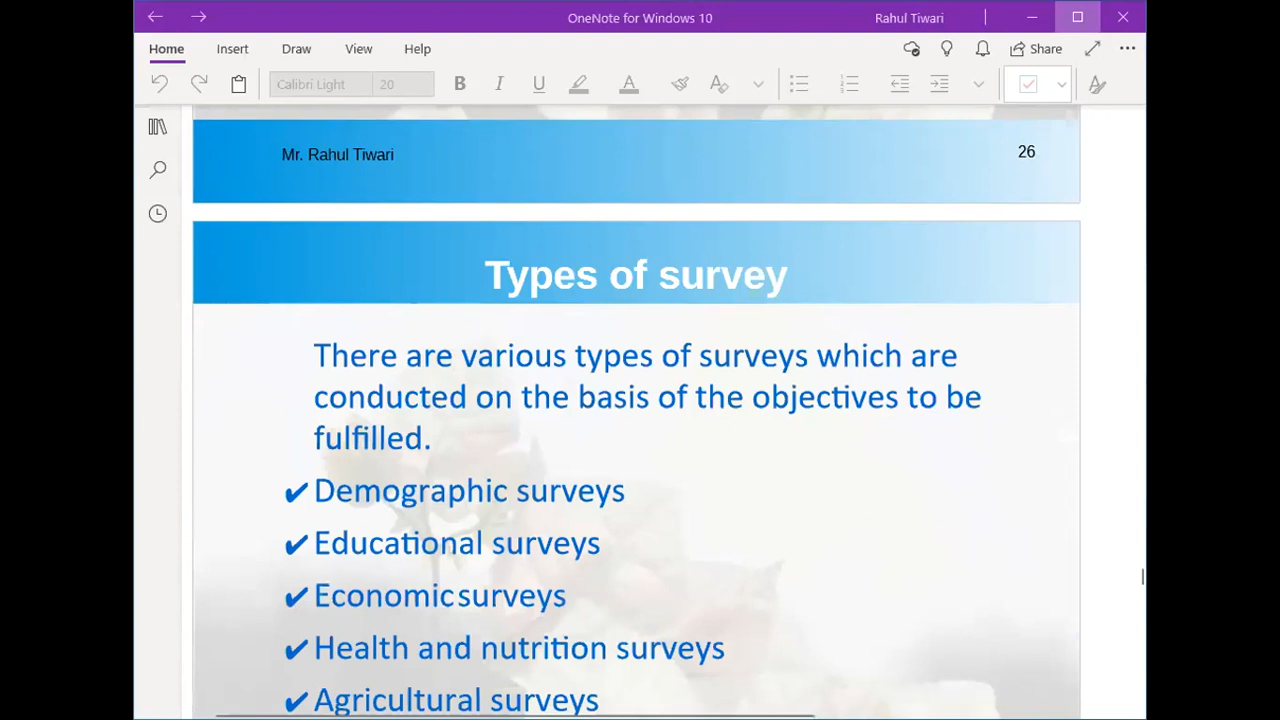 OneNote for Windows 10
Rahul Tiwari
Home Insert Draw View Help
Share
Calibri Light 20
B I U A
Mr. Rahul Tiwari
26
Types of survey
There are various types of surveys which are
conducted on the basis of the objectives to be
fulfilled.
✔Demographic surveys
✔Educational surveys
✔Economic surveys
✔Health and nutrition surveys
✔Agricultural surveys